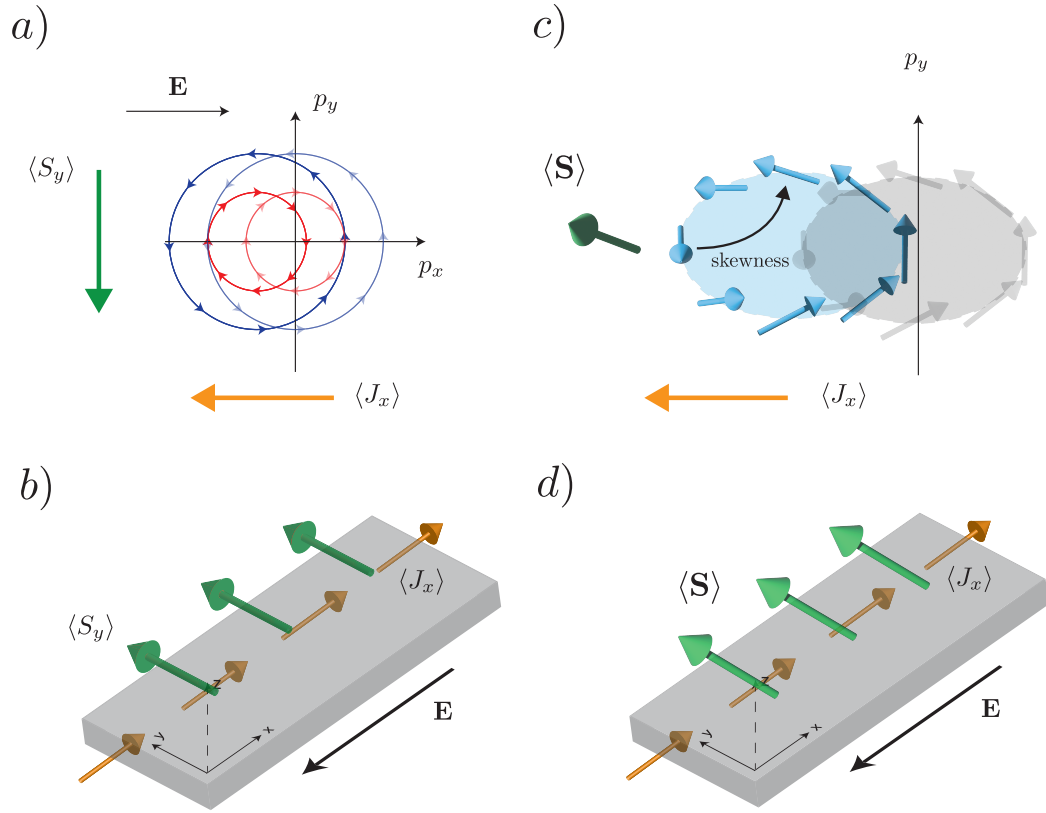 a)
E
p_y
⟨S_y⟩
p_x
⟨J_x⟩
c)
p_y
⟨S⟩
skewness
⟨J_x⟩
b)
⟨J_x⟩
⟨S_y⟩
z
E
y
x
d)
⟨J_x⟩
⟨S⟩
z
E
y
x